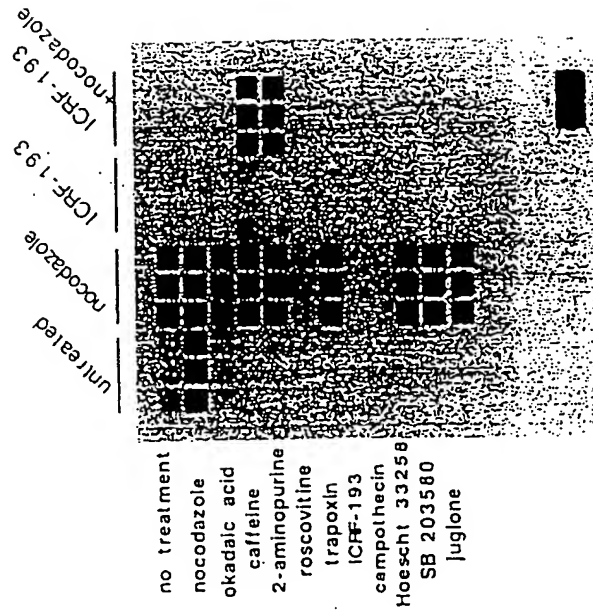 ICRF-193
+nocodazole
ICRF-193
nocodazole
untreated
no treatment
nocodazole
okadaic acid
caffeine
2-aminopurine
roscovitine
trapoxin
ICRF-193
campothecin
Hoescht 33258
SB 203580
juglone